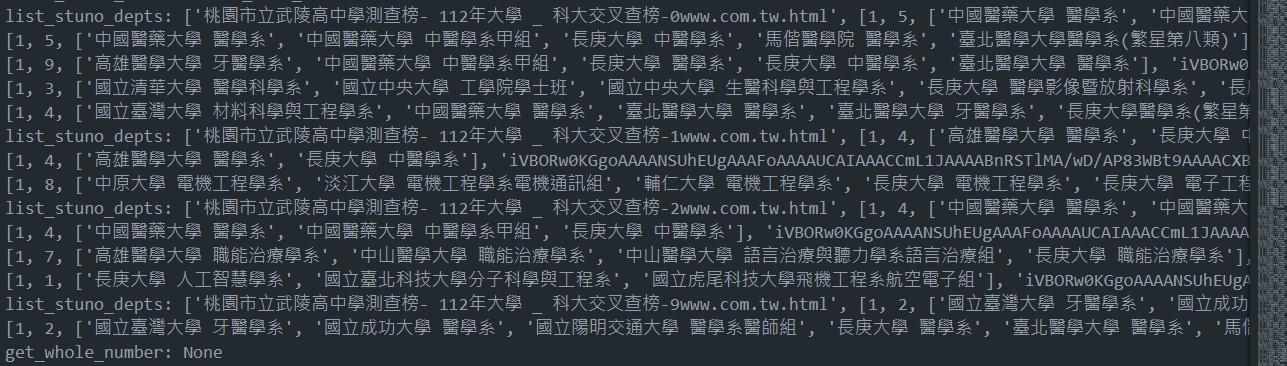 list_stuno_depts: ['桃園市立武陵高中學測查榜- 112年大學 _ 科大交叉查榜-0www.com.tw.html', [1, 5, ['中國醫藥大學 醫學系', '中國醫藥大
[1, 5, ['中國醫藥大學 醫學系', '中國醫藥大學 中醫學系甲組', '長庚大學 中醫學系', '馬偕醫學院 醫學系', '臺北醫學大學醫學系(繁星第八類)']
[1, 9, ['高雄醫學大學 牙醫學系', '中國醫藥大學 中醫學系甲組', '長庚大學 醫學系', '長庚大學 中醫學系', '臺北醫學大學 醫學系'], 'iVBORw0
[1, 3, ['國立清華大學 醫學科學系', '國立中央大學 工學院學士班', '國立中央大學 生醫科學與工程學系', '長庚大學 醫學影像暨放射科學系', '長
[1, 4, ['國立臺灣大學 材料科學與工程學系', '中國醫藥大學 醫學系', '臺北醫學大學 醫學系', '臺北醫學大學 牙醫學系', '長庚大學醫學系(繁星第
list_stuno_depts: ['桃園市立武陵高中學測查榜- 112年大學 _ 科大交叉查榜-1www.com.tw.html', [1, 4, ['高雄醫學大學 醫學系', '長庚大學 中
[1, 4, ['高雄醫學大學 醫學系', '長庚大學 中醫學系'], 'iVBORw0KGgoAAAANSUhEUgAAAFoAAAAUCAIAAACCmL1JAAAABnRSTlMA/wD/AP83WBt9AAAACXB
[1, 8, ['中原大學 電機工程學系', '淡江大學 電機工程學系電機通訊組', '輔仁大學 電機工程學系', '長庚大學 電機工程學系', '長庚大學 電子工程
list_stuno_depts: ['桃園市立武陵高中學測查榜- 112年大學 _ 科大交叉查榜-2www.com.tw.html', [1, 4, ['中國醫藥大學 醫學系', '中國醫藥大
[1, 4, ['中國醫藥大學 醫學系', '中國醫藥大學 中醫學系甲組', '長庚大學 中醫學系'], 'iVBORw0KGgoAAAANSUhEUgAAAFoAAAAUCAIAAACCmL1JAAAA
[1, 7, ['高雄醫學大學 職能治療學系', '中山醫學大學 職能治療學系', '中山醫學大學 語言治療與聽力學系語言治療組', '長庚大學 職能治療學系'],
[1, 1, ['長庚大學 人工智慧學系', '國立臺北科技大學分子科學與工程系', '國立虎尾科技大學飛機工程系航空電子組'], 'iVBORw0KGgoAAAANSUhEUgA
list_stuno_depts: ['桃園市立武陵高中學測查榜- 112年大學 _ 科大交叉查榜-9www.com.tw.html', [1, 2, ['國立臺灣大學 牙醫學系', '國立成功
[1, 2, ['國立臺灣大學 牙醫學系', '國立成功大學 醫學系', '國立陽明交通大學 醫學系醫師組', '長庚大學 醫學系', '臺北醫學大學 醫學系', '馬偕
get_whole_number: None